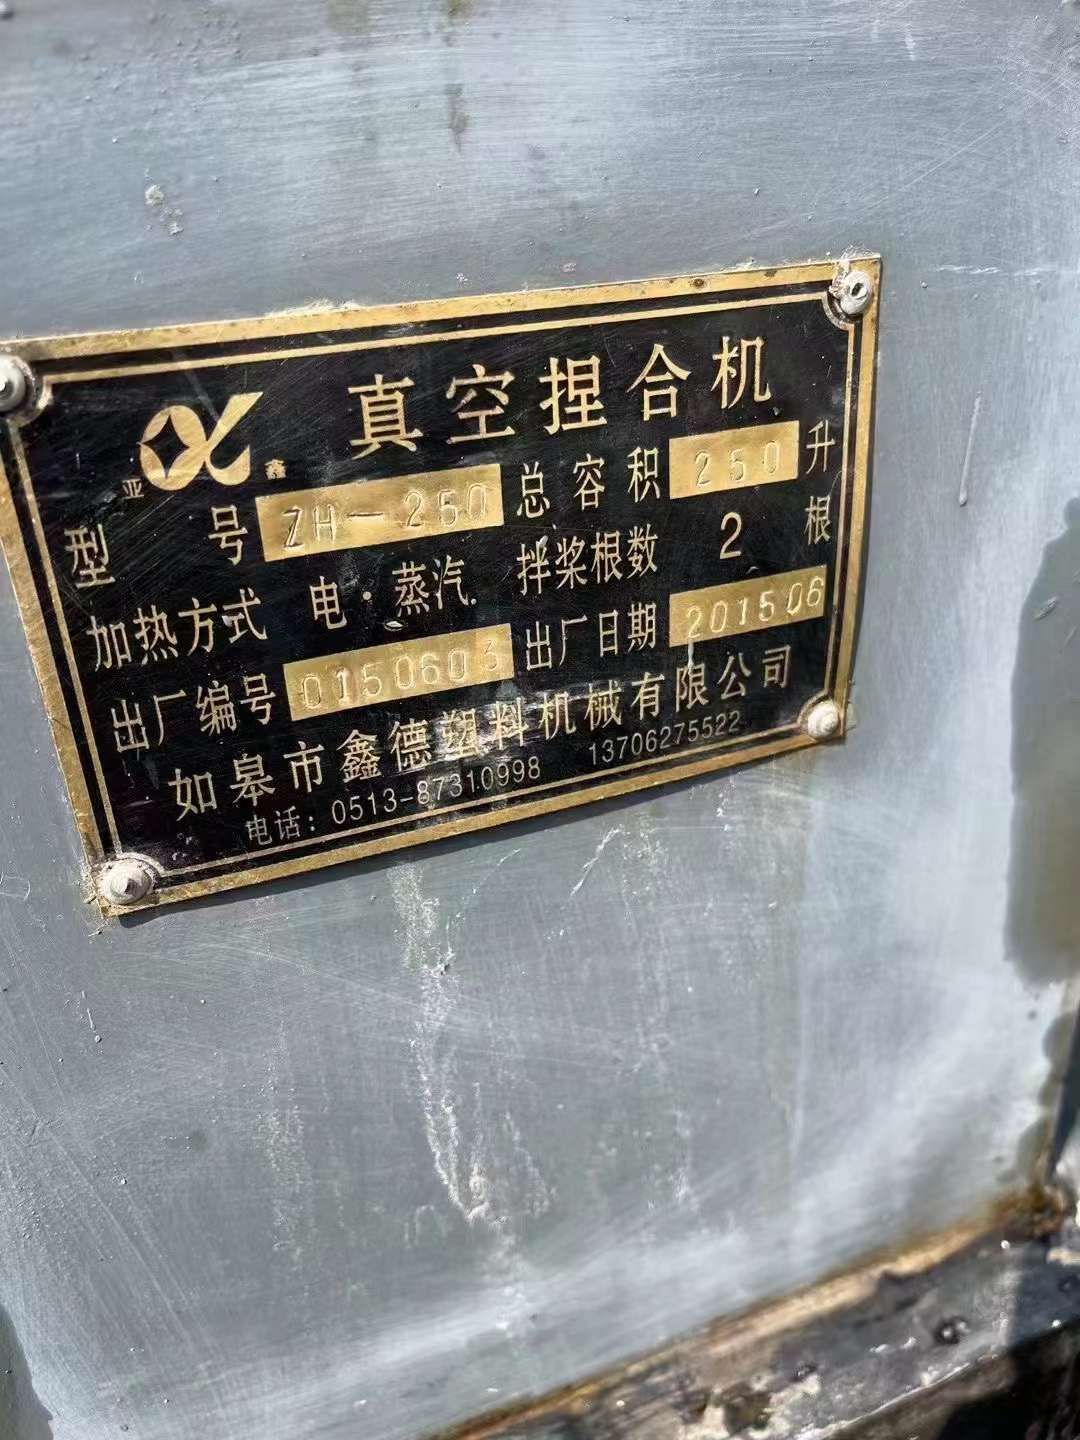 真空捏合机
亚 鑫
型号 ZH-250 总容积 250 升
加热方式 电·蒸汽 拌桨根数 2 根
出厂编号 0150603 出厂日期 201506
如皋市鑫德塑料机械有限公司
电话：0513-87310998 13706275522